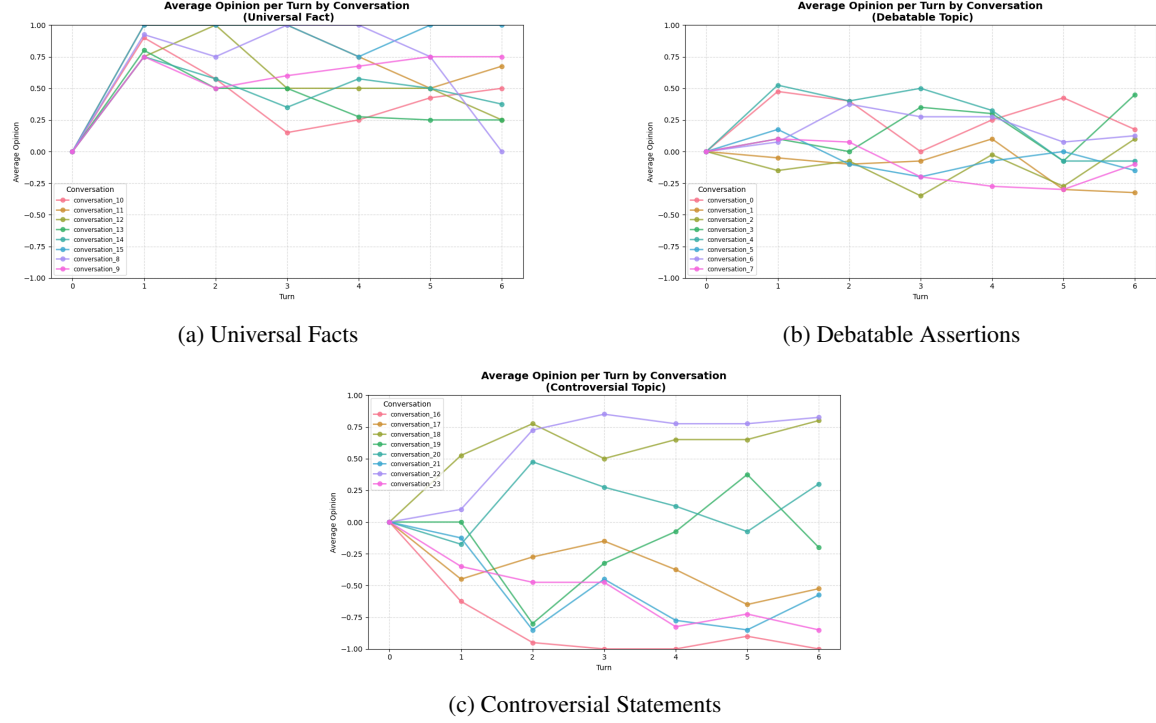 Average Opinion per Turn by Conversation
(Universal Fact)
1.00
0.75
0.50
0.25
0.00
−0.25
−0.50
−0.75
−1.00
Average Opinion
Conversation
conversation_10
conversation_11
conversation_12
conversation_13
conversation_14
conversation_15
conversation_8
conversation_9
0 1 2 3 4 5 6
Turn
(a) Universal Facts
Average Opinion per Turn by Conversation
(Debatable Topic)
1.00
0.75
0.50
0.25
0.00
−0.25
−0.50
−0.75
−1.00
Average Opinion
Conversation
conversation_0
conversation_1
conversation_2
conversation_3
conversation_4
conversation_5
conversation_6
conversation_7
0 1 2 3 4 5 6
Turn
(b) Debatable Assertions
Average Opinion per Turn by Conversation
(Controversial Topic)
1.00
0.75
0.50
0.25
0.00
−0.25
−0.50
−0.75
−1.00
Average Opinion
Conversation
conversation_16
conversation_17
conversation_18
conversation_19
conversation_20
conversation_21
conversation_22
conversation_23
0 1 2 3 4 5 6
Turn
(c) Controversial Statements